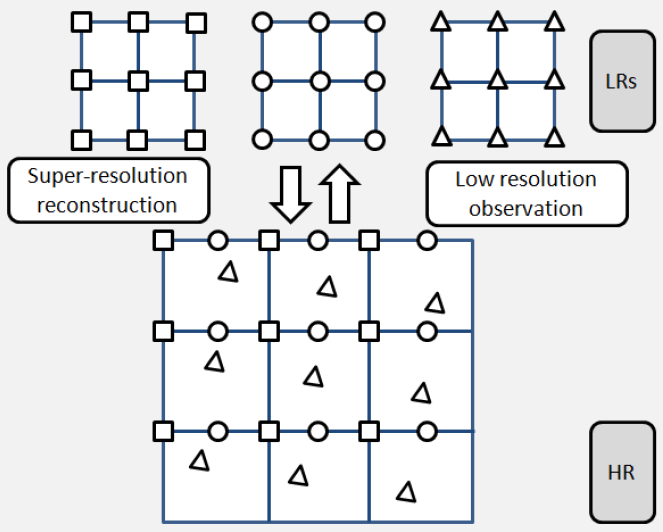 LRs
Super-resolution
reconstruction
Low resolution
observation
HR